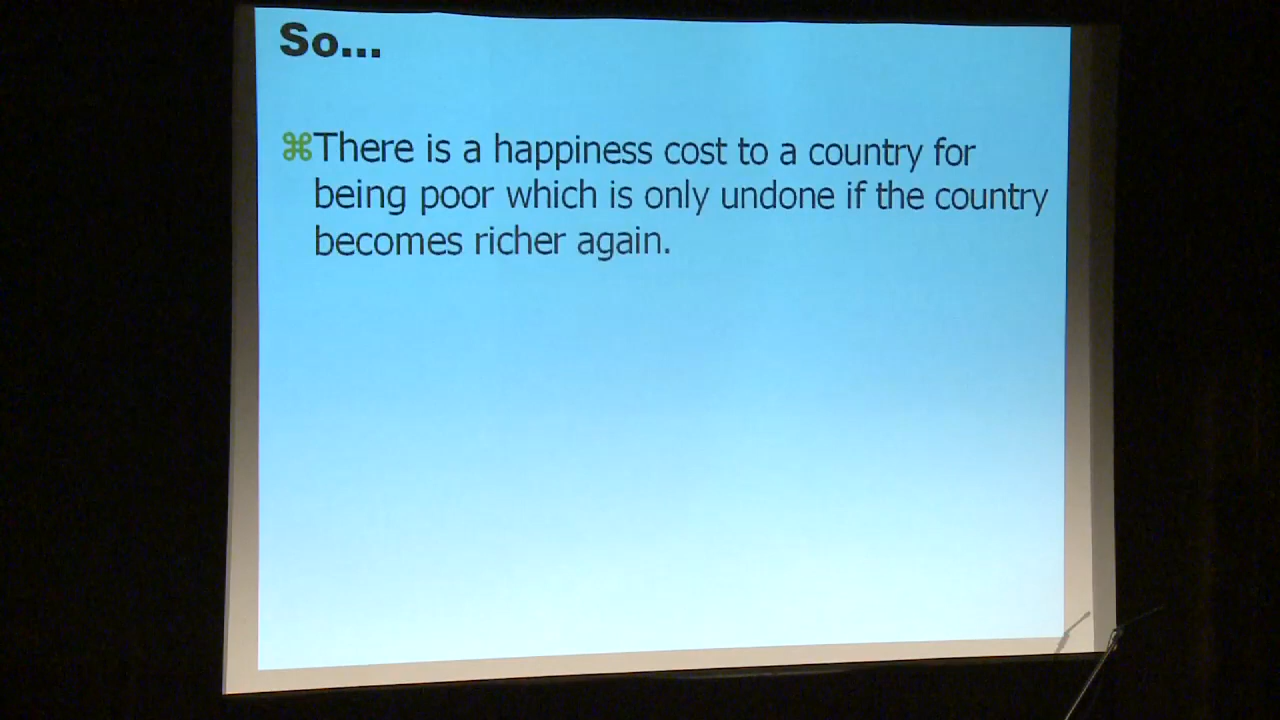 So...
⌘There is a happiness cost to a country for
being poor which is only undone if the country
becomes richer again.